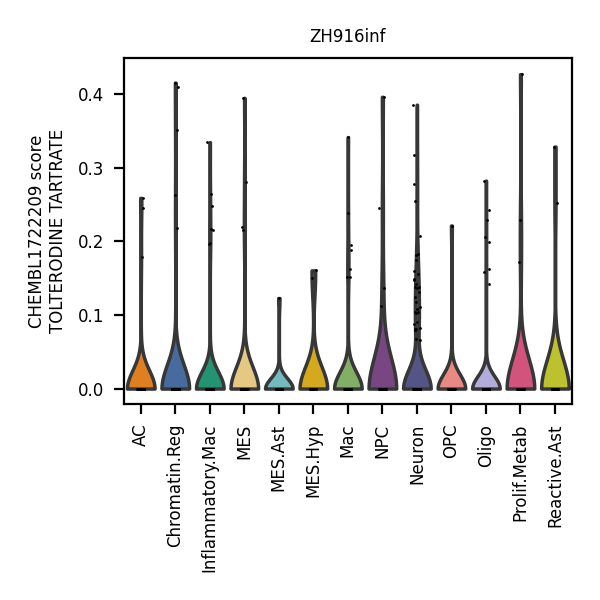 ZH916inf
CHEMBL1722209 score
TOLTERODINE TARTRATE
0.4
0.3
0.2
0.1
0.0
AC
Chromatin.Reg
Inflammatory.Mac
MES
MES.Ast
MES.Hyp
Mac
NPC
Neuron
OPC
Oligo
Prolif.Metab
Reactive.Ast